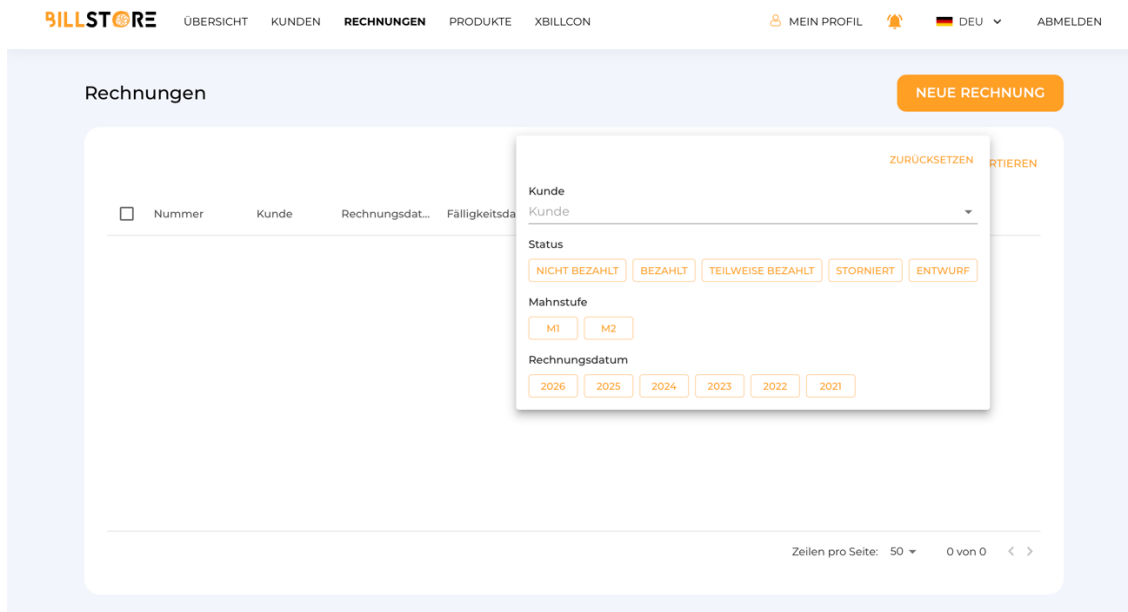 BILLSTORE ÜBERSICHT KUNDEN RECHNUNGEN PRODUKTE XBILLCON MEIN PROFIL DEU ABMELDEN
Rechnungen NEUE RECHNUNG
ZURÜCKSETZEN RTIEREN
Nummer Kunde Rechnungsdat... Fälligkeitsda
Kunde
Kunde
Status
NICHT BEZAHLT BEZAHLT TEILWEISE BEZAHLT STORNIERT ENTWURF
Mahnstufe
M1 M2
Rechnungsdatum
2026 2025 2024 2023 2022 2021
Zeilen pro Seite: 50 0 von 0